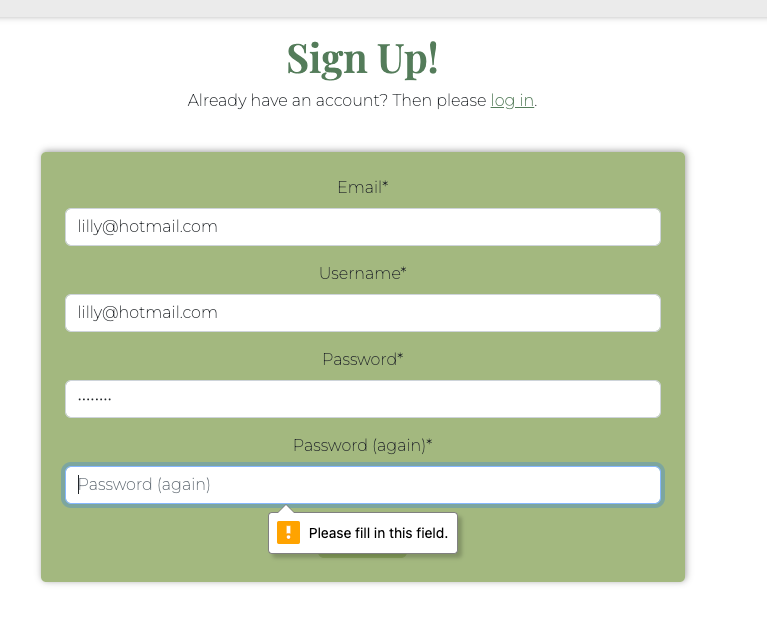 Sign Up!
Already have an account? Then please log in.
Email*
lilly@hotmail.com
Username*
lilly@hotmail.com
Password*
........
Password (again)*
Password (again)
! Please fill in this field.